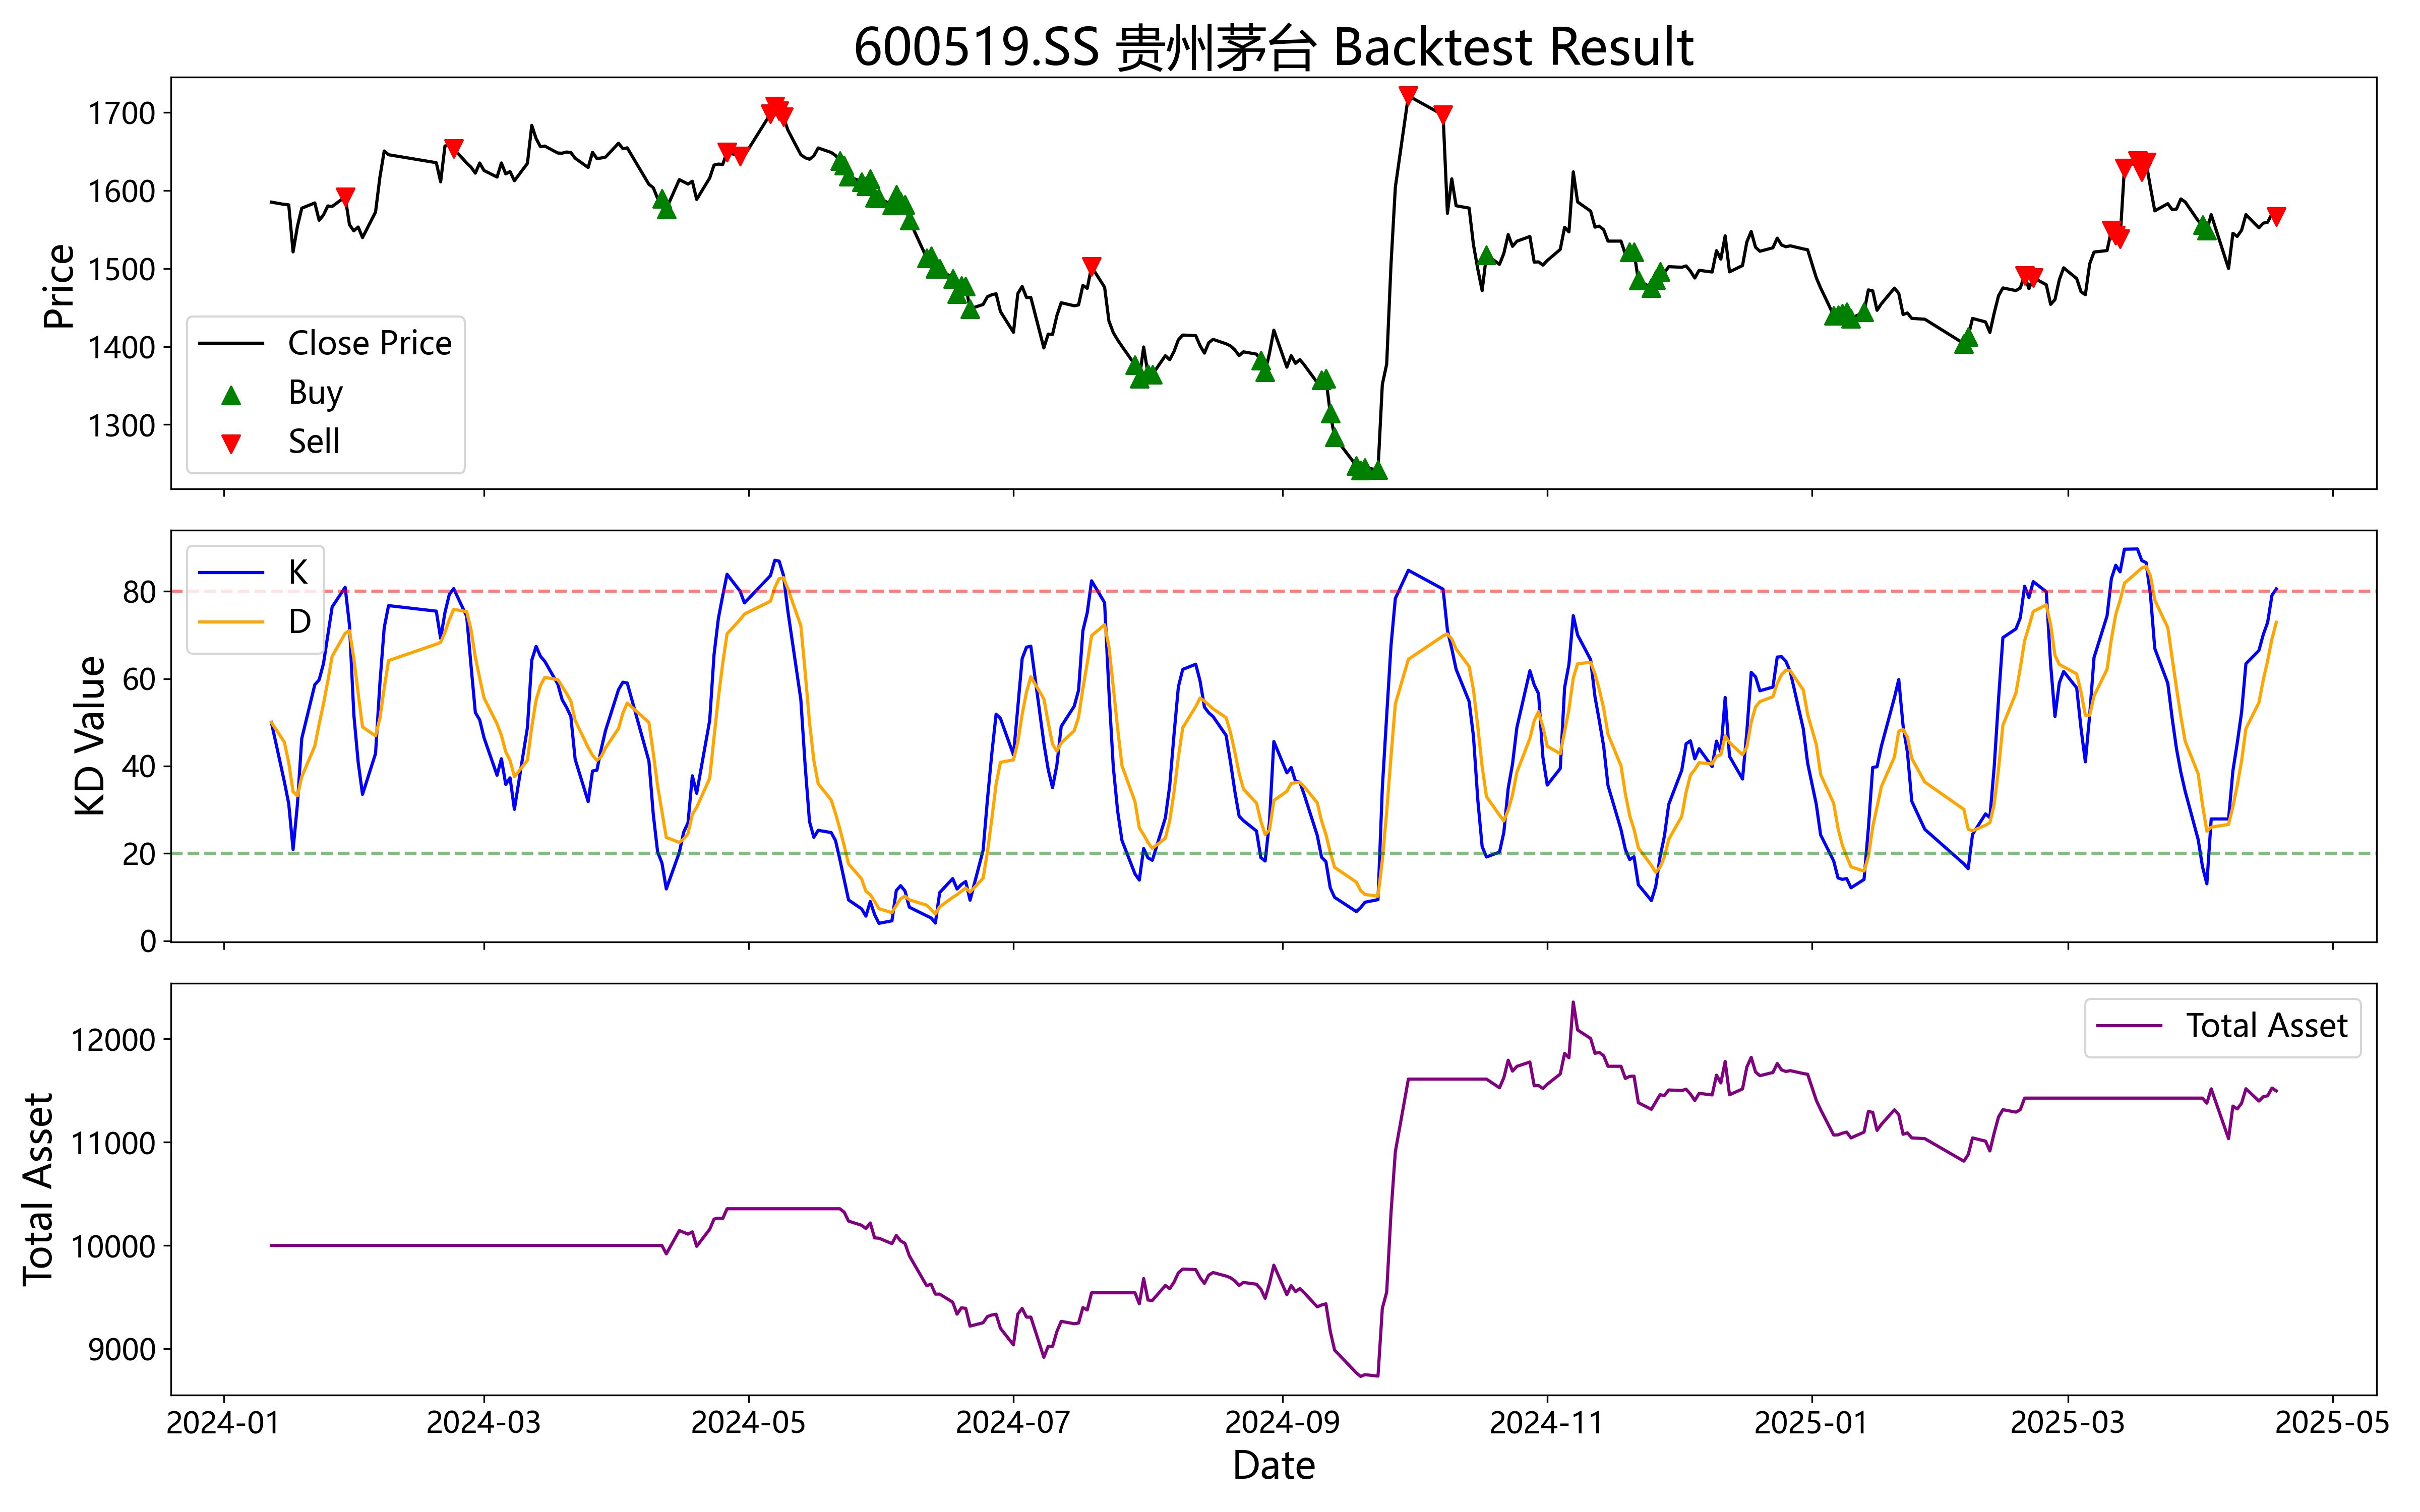 600519.SS 贵州茅台 Backtest Result
Price
1700
1600
1500
1400
1300
Close Price
Buy
Sell
KD Value
80
60
40
20
0
K
D
Total Asset
12000
11000
10000
9000
Total Asset
2024-01
2024-03
2024-05
2024-07
2024-09
2024-11
2025-01
2025-03
2025-05
Date